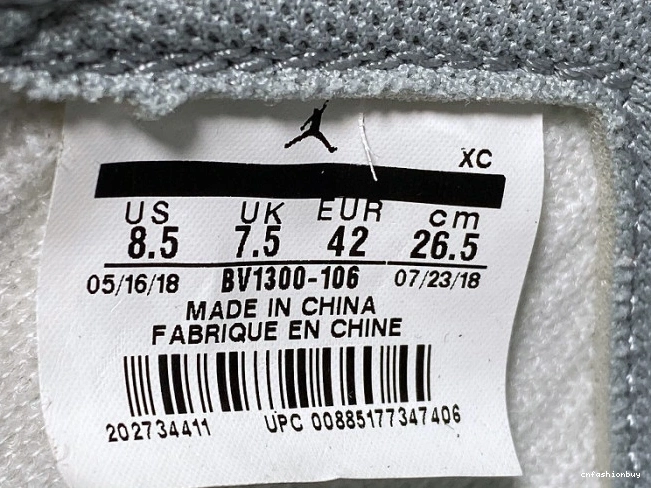 XC
US UK EUR cm
8.5 7.5 42 26.5
05/16/18 BV1300-106 07/23/18
MADE IN CHINA
FABRIQUE EN CHINE
202734411 UPC 00885177347406
cnfashionbuy